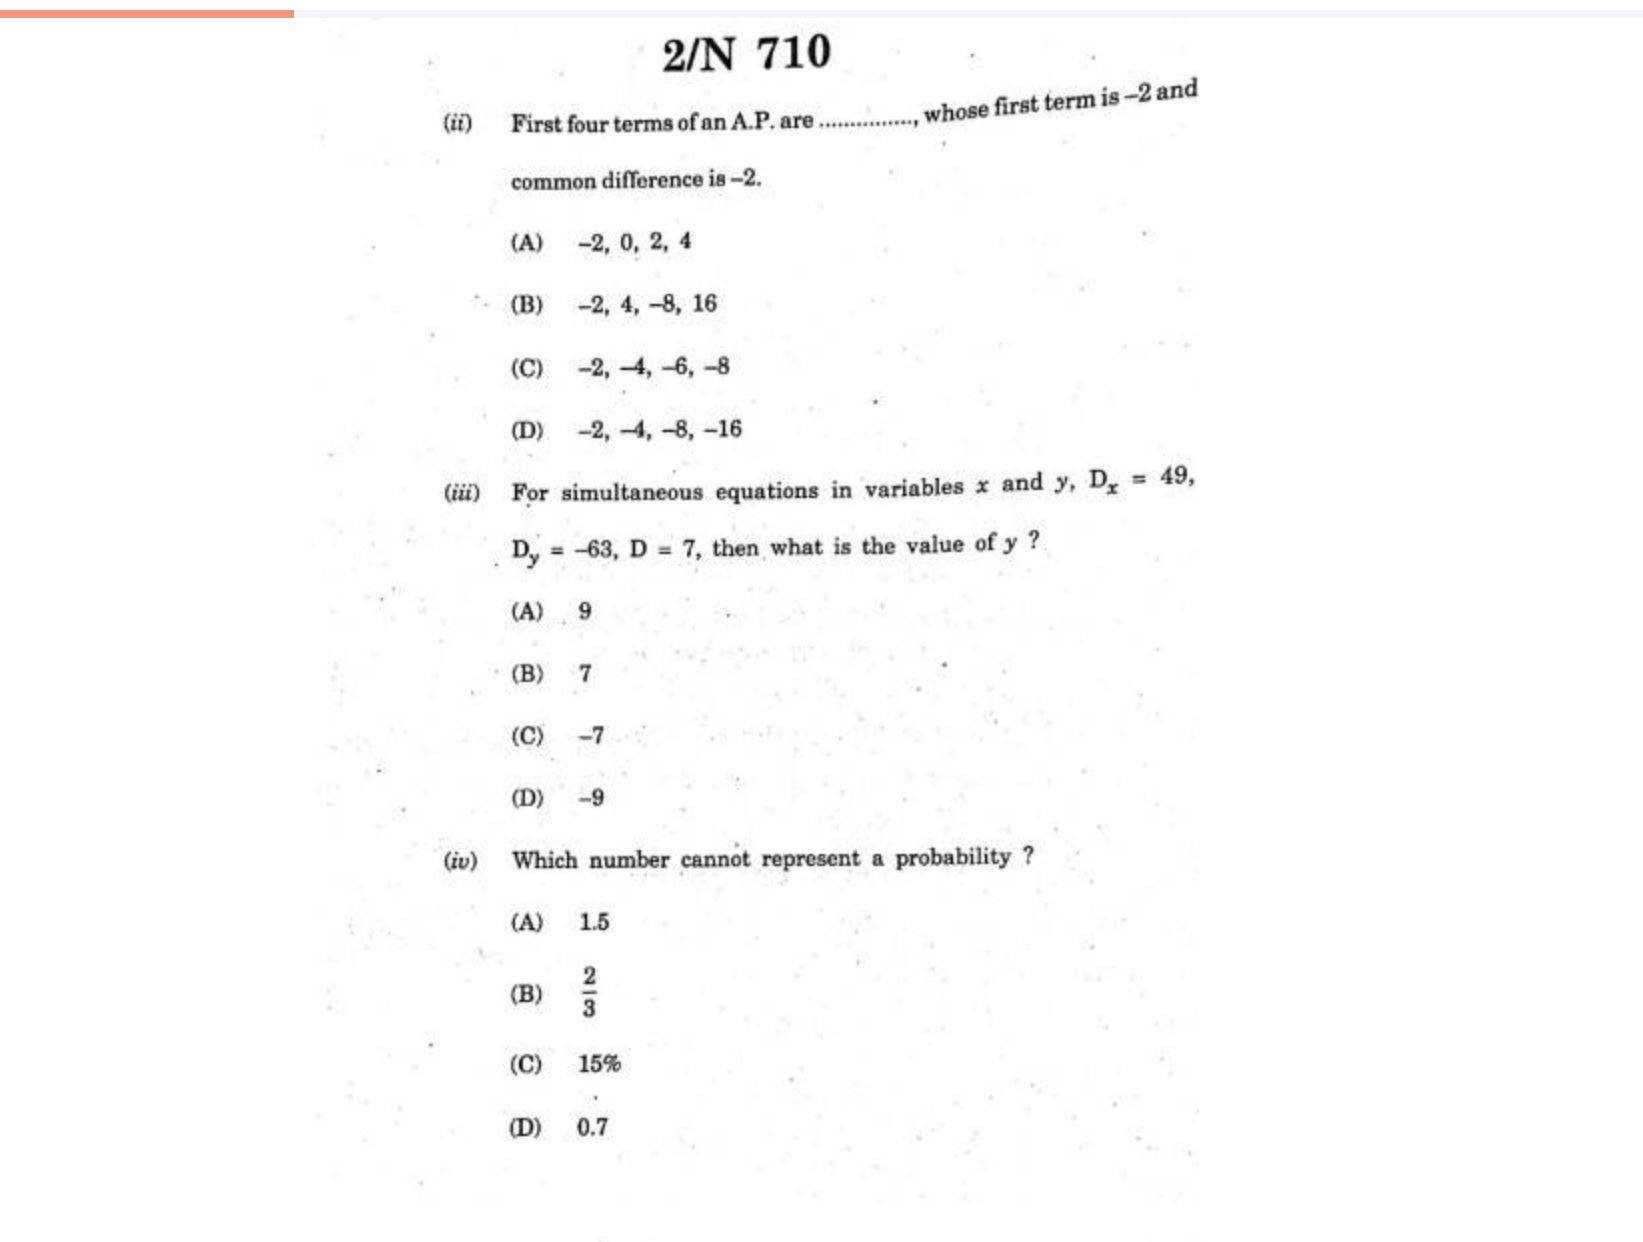 2/N 710
(ii) First four terms of an A.P. are ..............., whose first term is –2 and
common difference is –2.
(A) –2, 0, 2, 4
(B) –2, 4, –8, 16
(C) –2, –4, –6, –8
(D) –2, –4, –8, –16
(iii) For simultaneous equations in variables x and y, Dx = 49,
Dy = –63, D = 7, then what is the value of y ?
(A) 9
(B) 7
(C) –7
(D) –9
(iv) Which number cannot represent a probability ?
(A) 1.5
(B) 2/3
(C) 15%
(D) 0.7